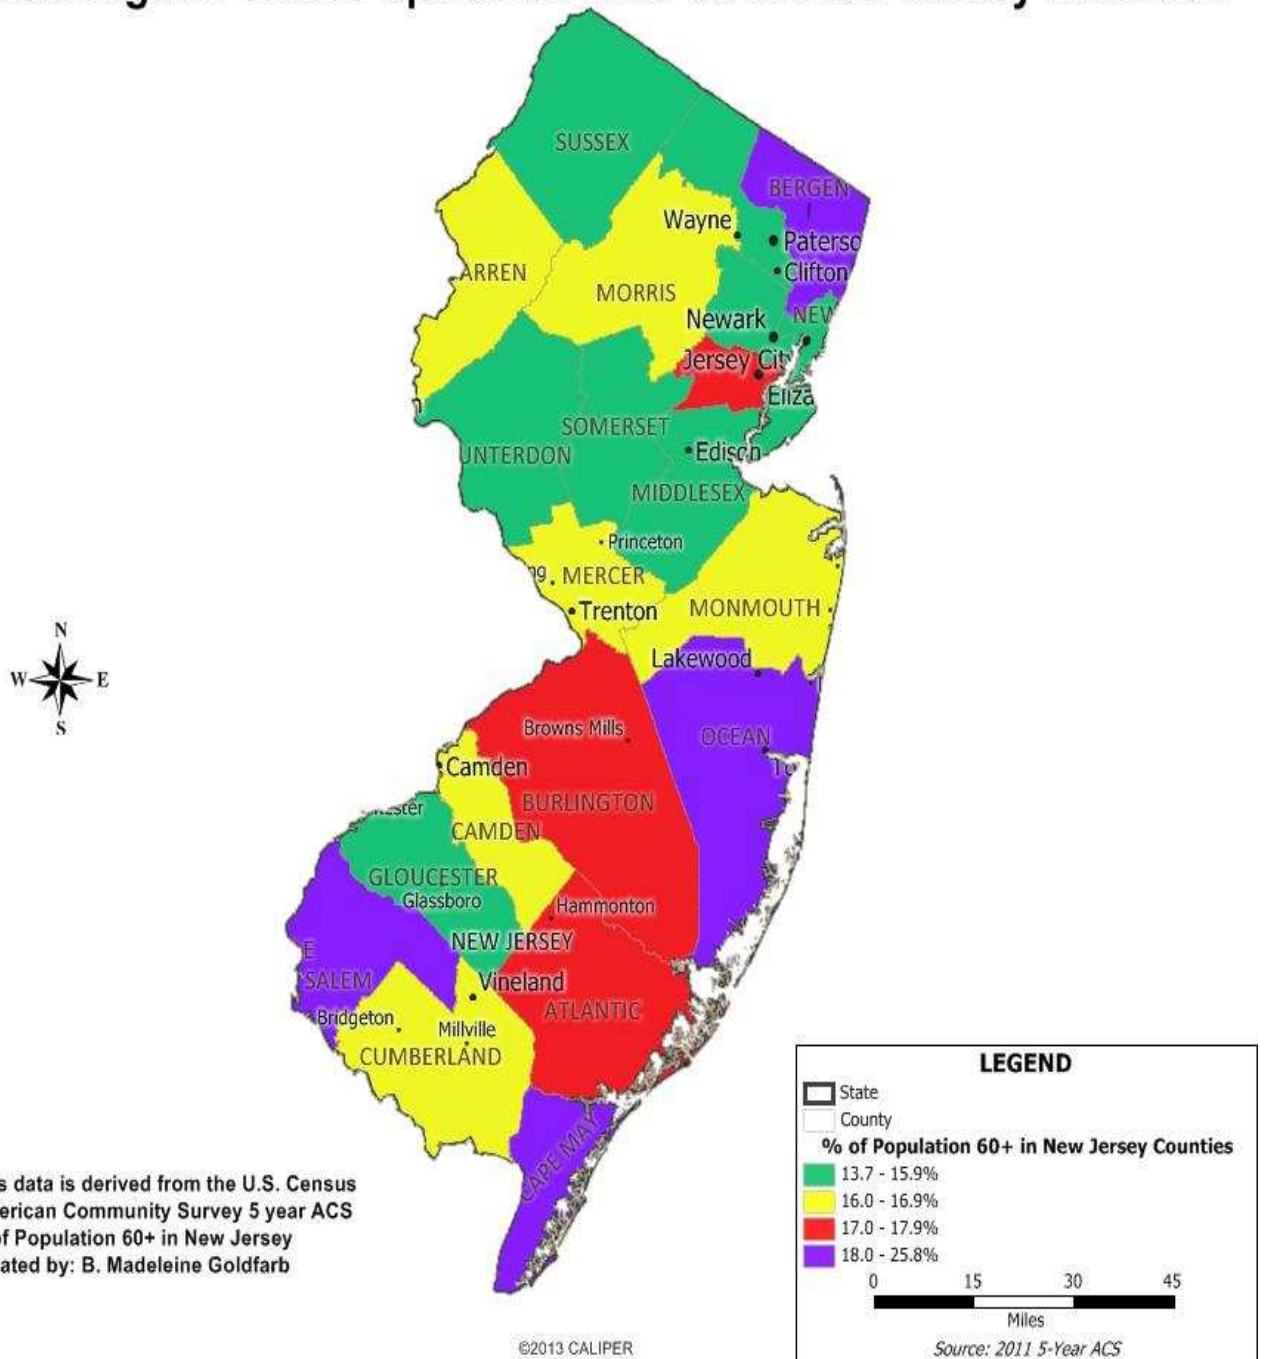 SUSSEX
BERGEN
Wayne
Paterso
Clifton
ARREN
MORRIS
NEW
Newark
Jersey City
Eliza
SOMERSET
UNTERDON
Edison
MIDDLESEX
Princeton
MERCER
Trenton
MONMOUTH
N
W E
S
Lakewood
Browns Mills
OCEAN
To
Camden
BURLINGTON
CAMDEN
GLOUCESTER
Glassboro
Hammonton
NEW JERSEY
E
SALEM
Vineland
ATLANTIC
Bridgeton
Millville
CUMBERLAND
CAPE MAY
s data is derived from the U.S. Census
erican Community Survey 5 year ACS
of Population 60+ in New Jersey
ated by: B. Madeleine Goldfarb
LEGEND
State
County
% of Population 60+ in New Jersey Counties
13.7 - 15.9%
16.0 - 16.9%
17.0 - 17.9%
18.0 - 25.8%
0 15 30 45
Miles
Source: 2011 5-Year ACS
©2013 CALIPER